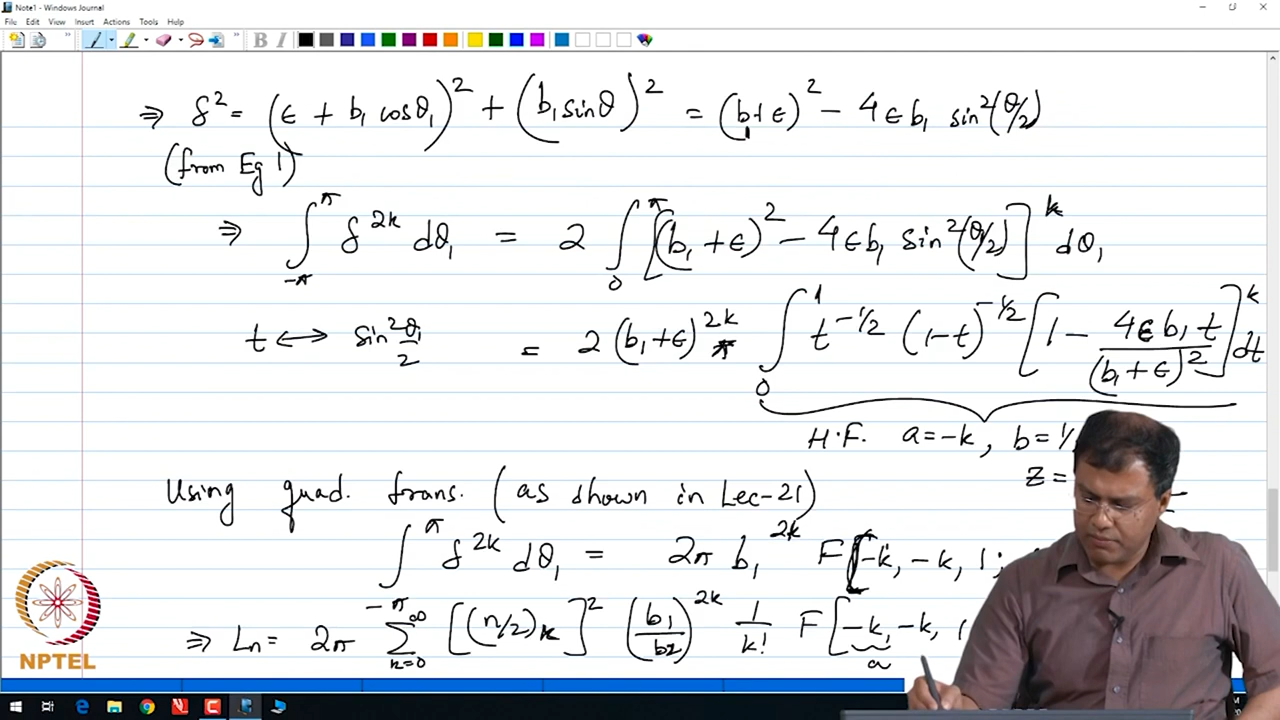 Note1 - Windows Journal
File Edit View Insert Actions Tools Help
B I
⇒ δ² = (ε + b₁ cosθ₁)² + (b₁ sinθ)² = (b₁+ε)² − 4εb₁ sin²(θ/2)
(from Eq 1)
⇒ ∫_{-π}^{π} δ^{2k} dθ₁ = 2 ∫_0^π [(b₁+ε)² − 4εb₁ sin²(θ/2)]^k dθ₁
t ⟷ sin² θ₁/2 = 2 (b₁+ε)^{2k} ∫_0^1 t^{-1/2} (1-t)^{-1/2} [1 − 4εb₁t/(b₁+ε)²]^k dt
H.F. a=-k, b=1/
z=
Using quad. trans. (as shown in Lec-21)
∫_{-π}^{π} δ^{2k} dθ₁ = 2π b₁^{2k} F[-k, -k, 1;
⇒ Ln = 2π ∑_{k=0}^{∞} [(n/2)k]² (b₁/b₂)^{2k} 1/k! F[-k, -k, 1
a
NPTEL